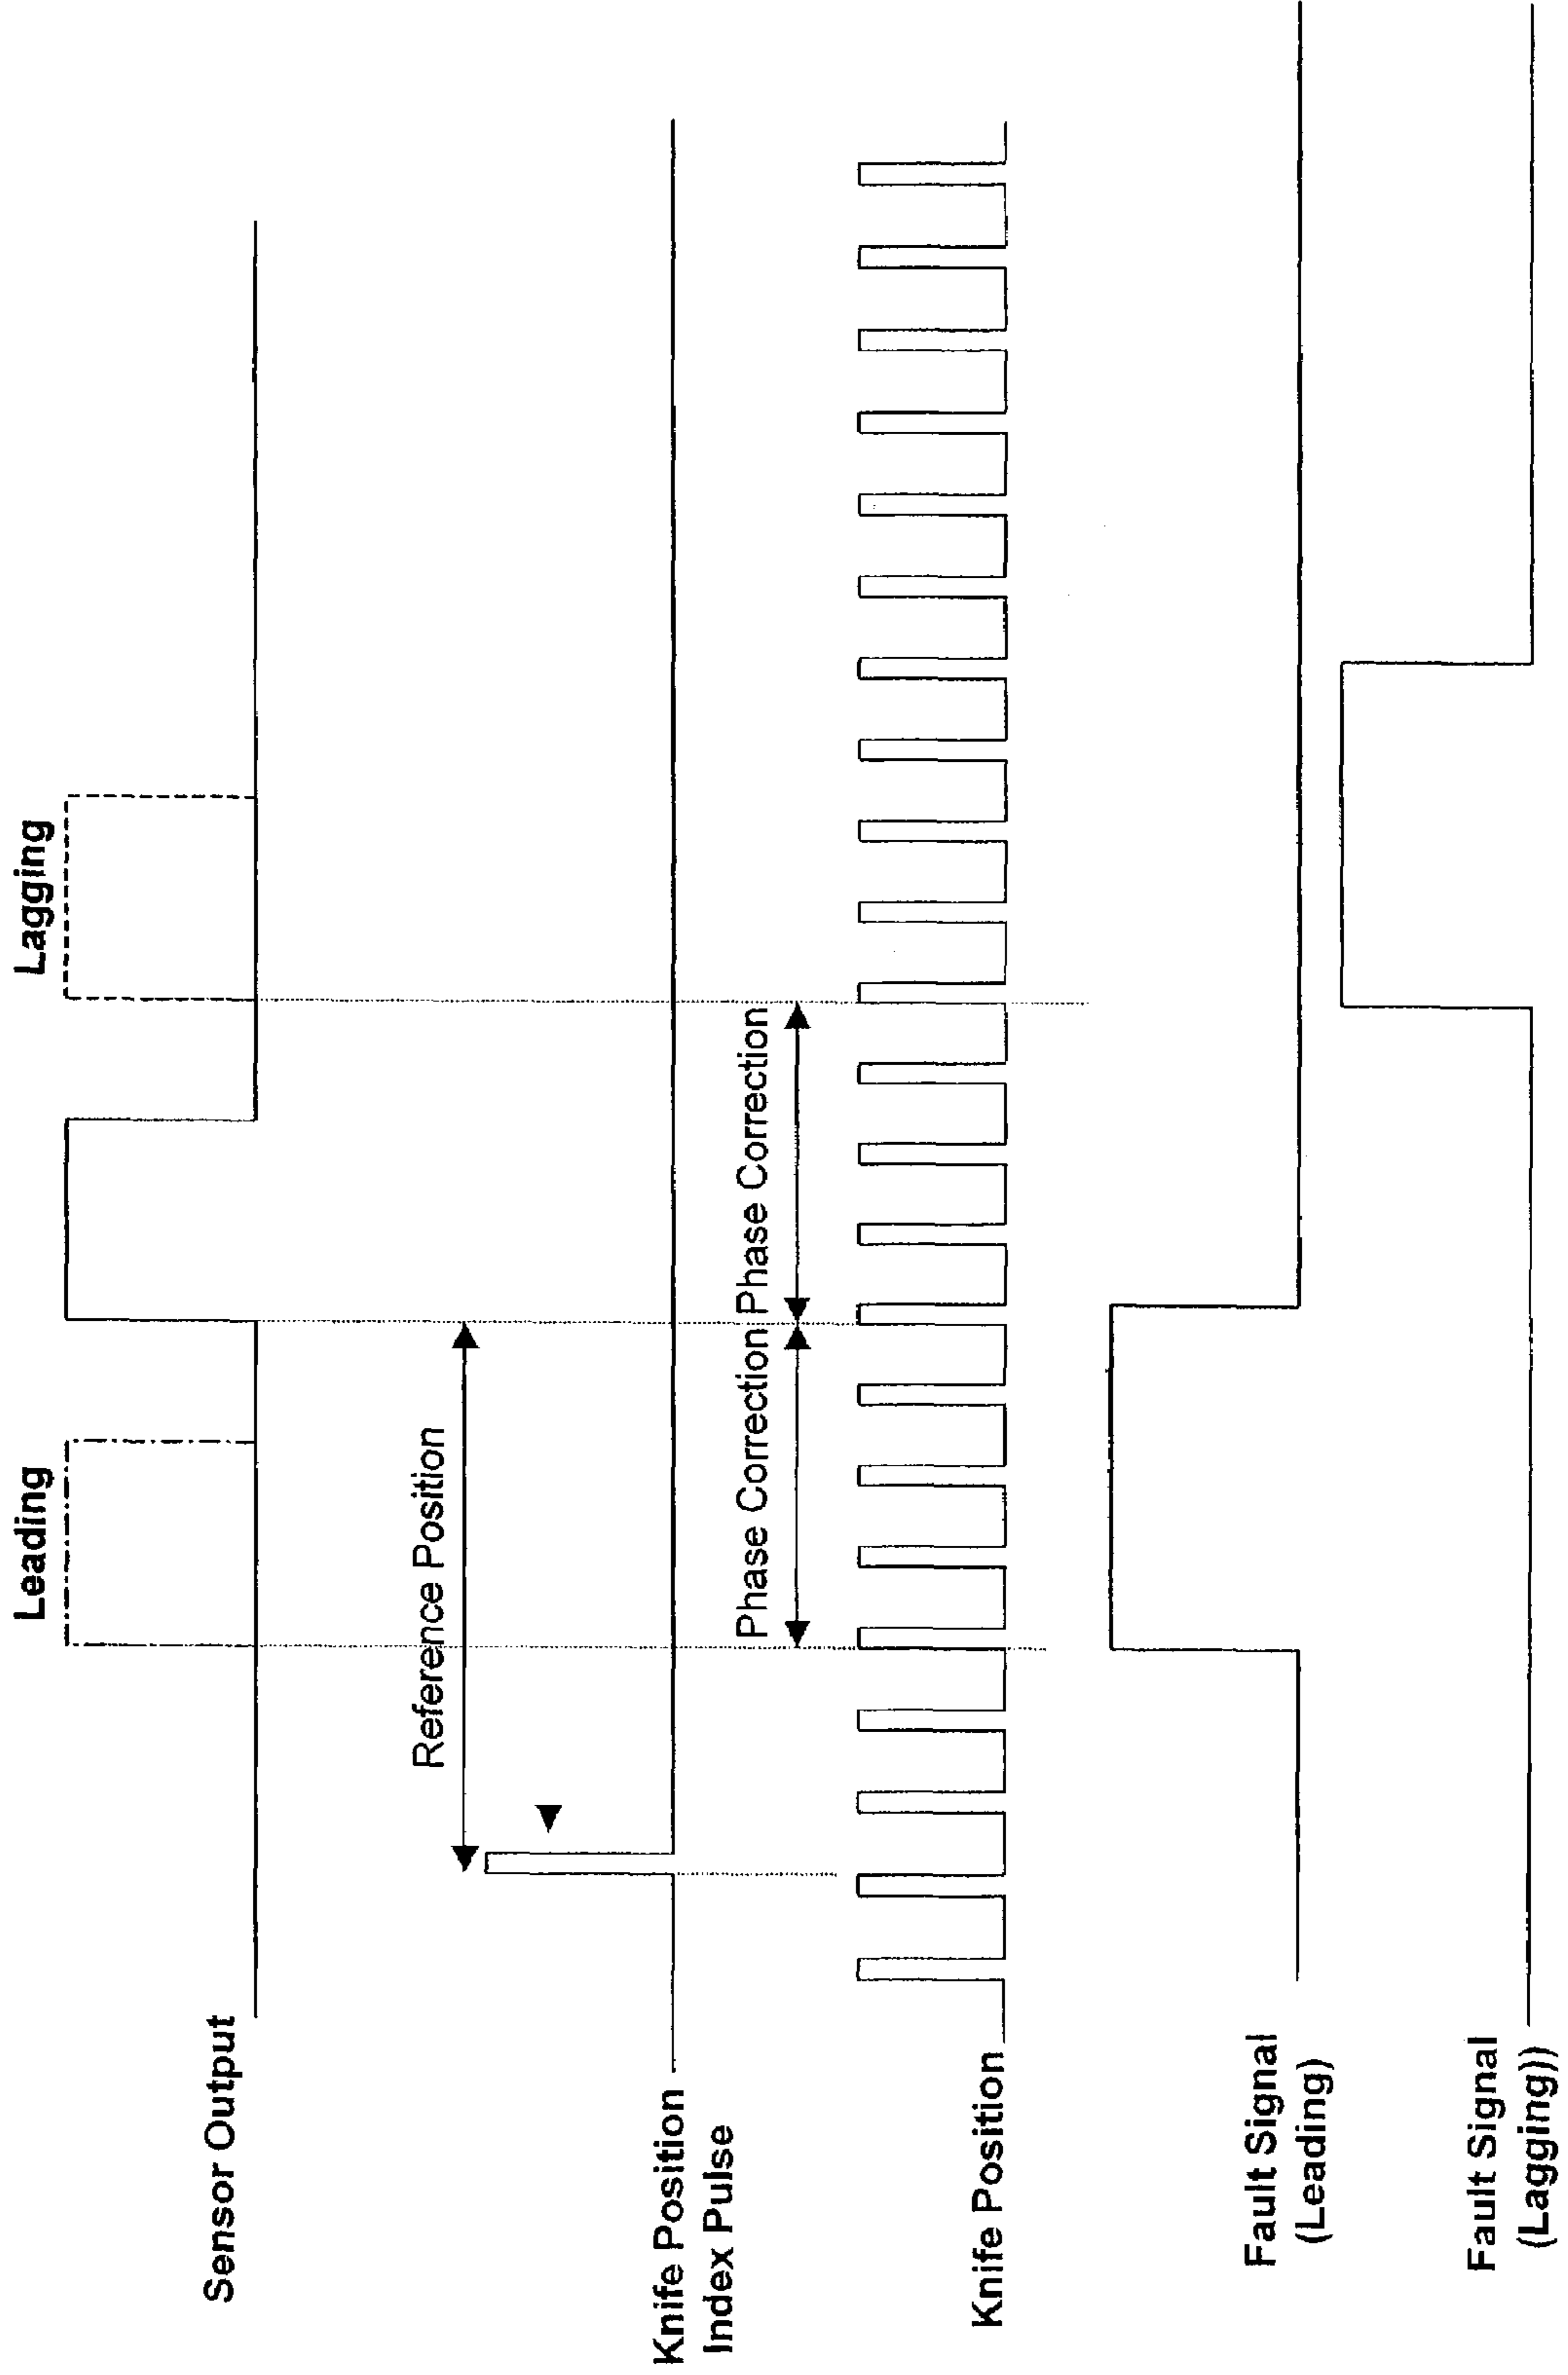 Leading
Lagging
Sensor Output
Reference Position
Knife Position
Index Pulse
Phase Correction
Phase Correction
Knife Position
Fault Signal
(Leading)
Fault Signal
(Lagging))